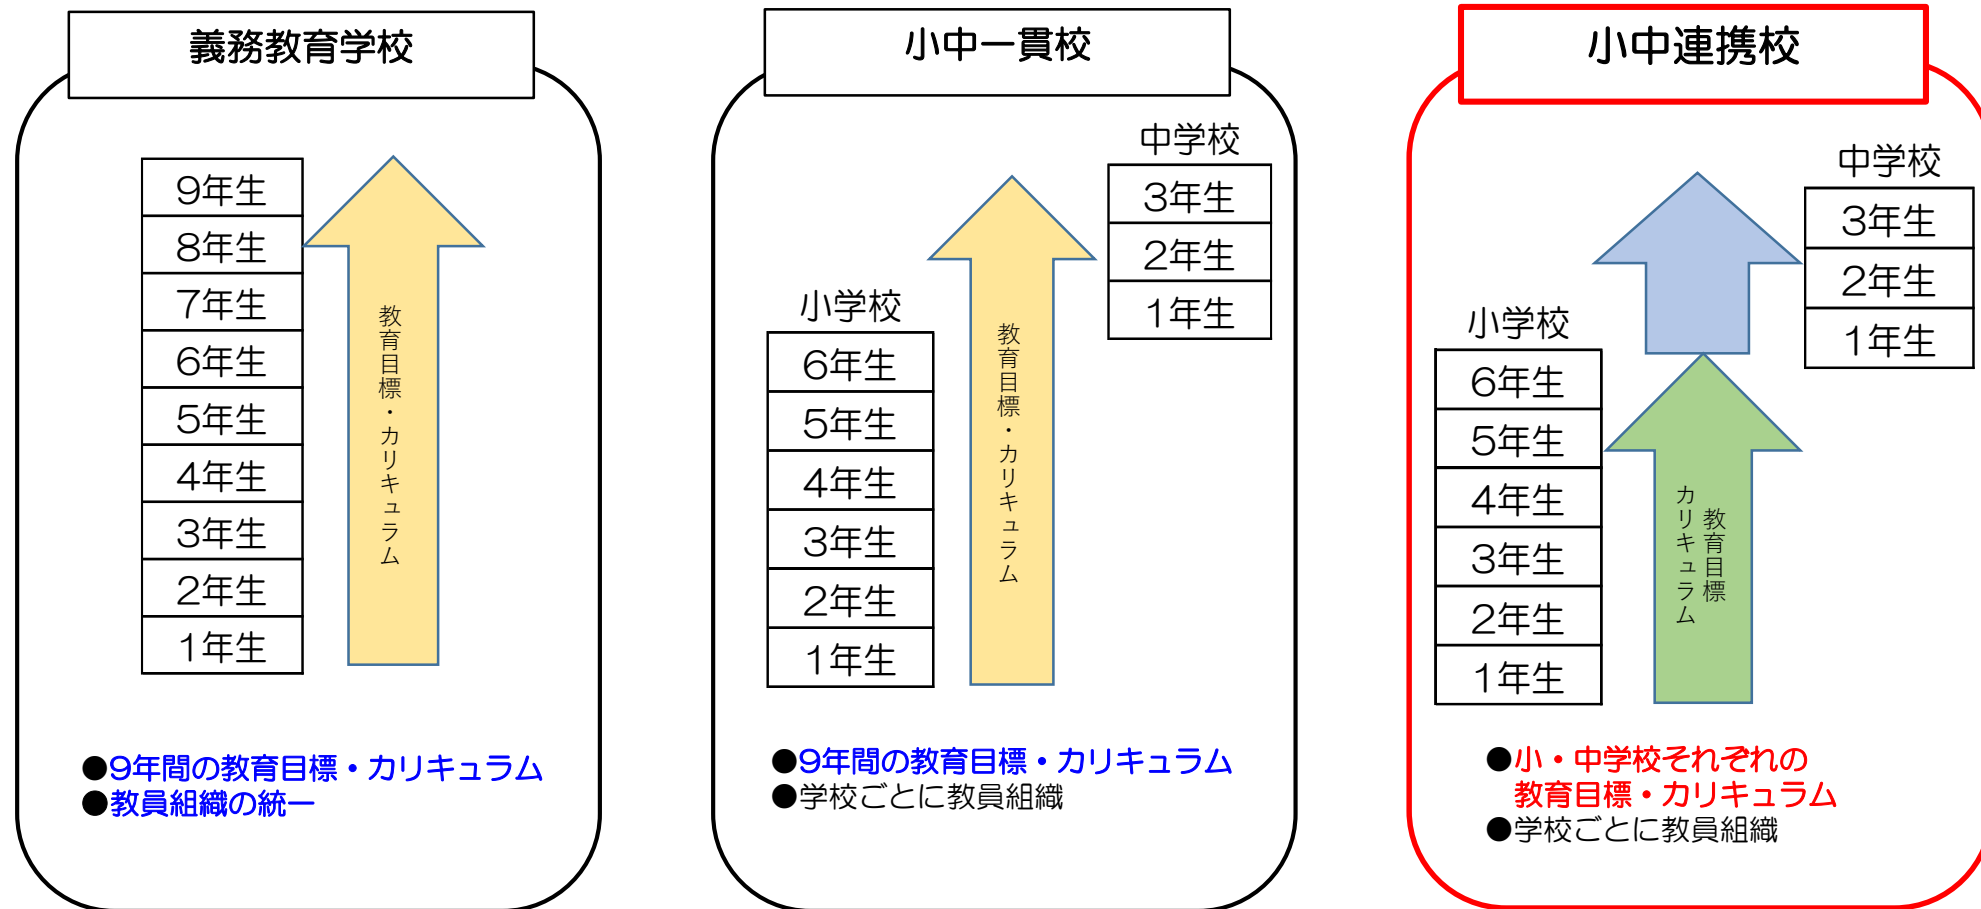 義務教育学校
9年生
8年生
7年生
6年生
5年生
4年生
3年生
2年生
1年生
教育目標・カリキュラム
●9年間の教育目標・カリキュラム
●教員組織の統一
小中一貫校
小学校
6年生
5年生
4年生
3年生
2年生
1年生
教育目標・カリキュラム
中学校
3年生
2年生
1年生
●9年間の教育目標・カリキュラム
●学校ごとに教員組織
小中連携校
小学校
6年生
5年生
4年生
3年生
2年生
1年生
教育目標
カリキュラム
中学校
3年生
2年生
1年生
●小・中学校それぞれの
教育目標・カリキュラム
●学校ごとに教員組織